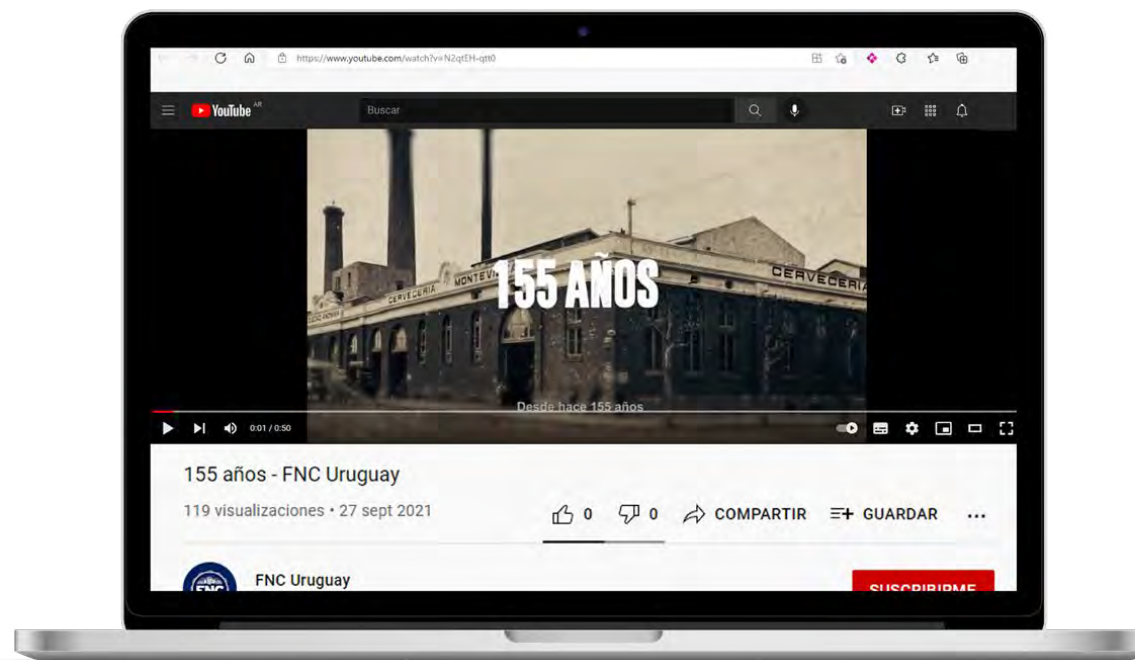 https://www.youtube.com/watch?v=N2qtEH-qtt0
YouTube AR
Buscar
CERVECERIA MONTEV
CERVECERIA
155 AÑOS
Desde hace 155 años
0:01 / 0:50
155 años - FNC Uruguay
119 visualizaciones • 27 sept 2021
0 0 COMPARTIR GUARDAR ...
FNC Uruguay
FNC
SUSCRIBIRME